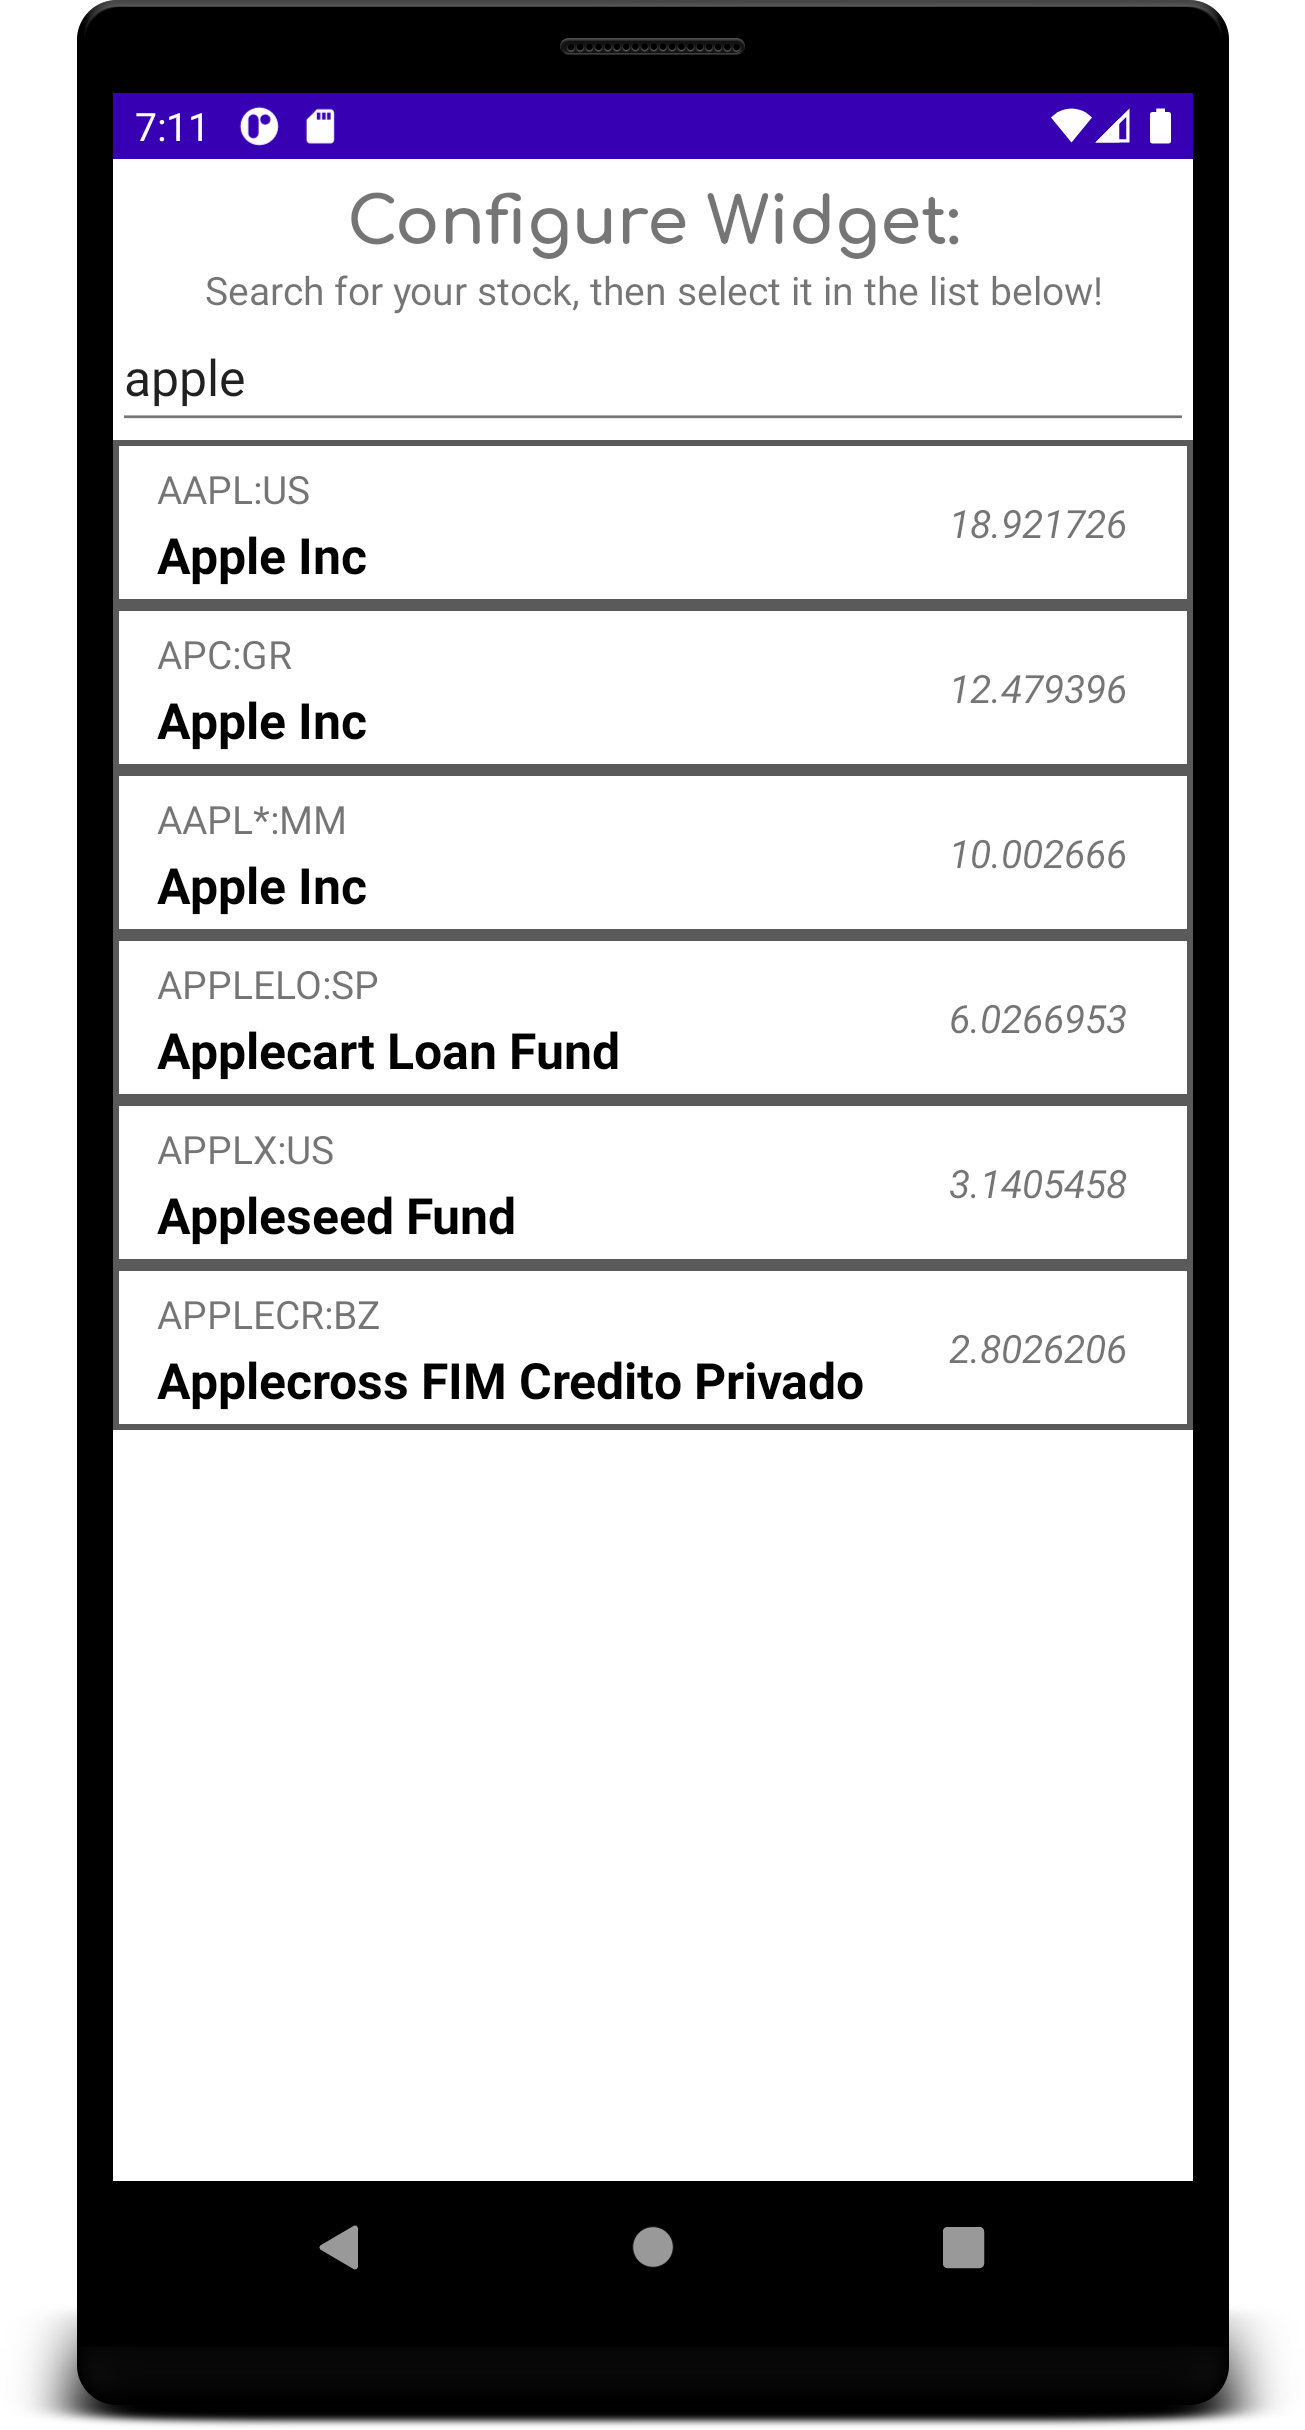 7:11
Configure Widget:
Search for your stock, then select it in the list below!
apple
AAPL:US
Apple Inc
18.921726
APC:GR
Apple Inc
12.479396
AAPL*:MM
Apple Inc
10.002666
APPLELO:SP
Applecart Loan Fund
6.0266953
APPLX:US
Appleseed Fund
3.1405458
APPLECR:BZ
Applecross FIM Credito Privado
2.8026206